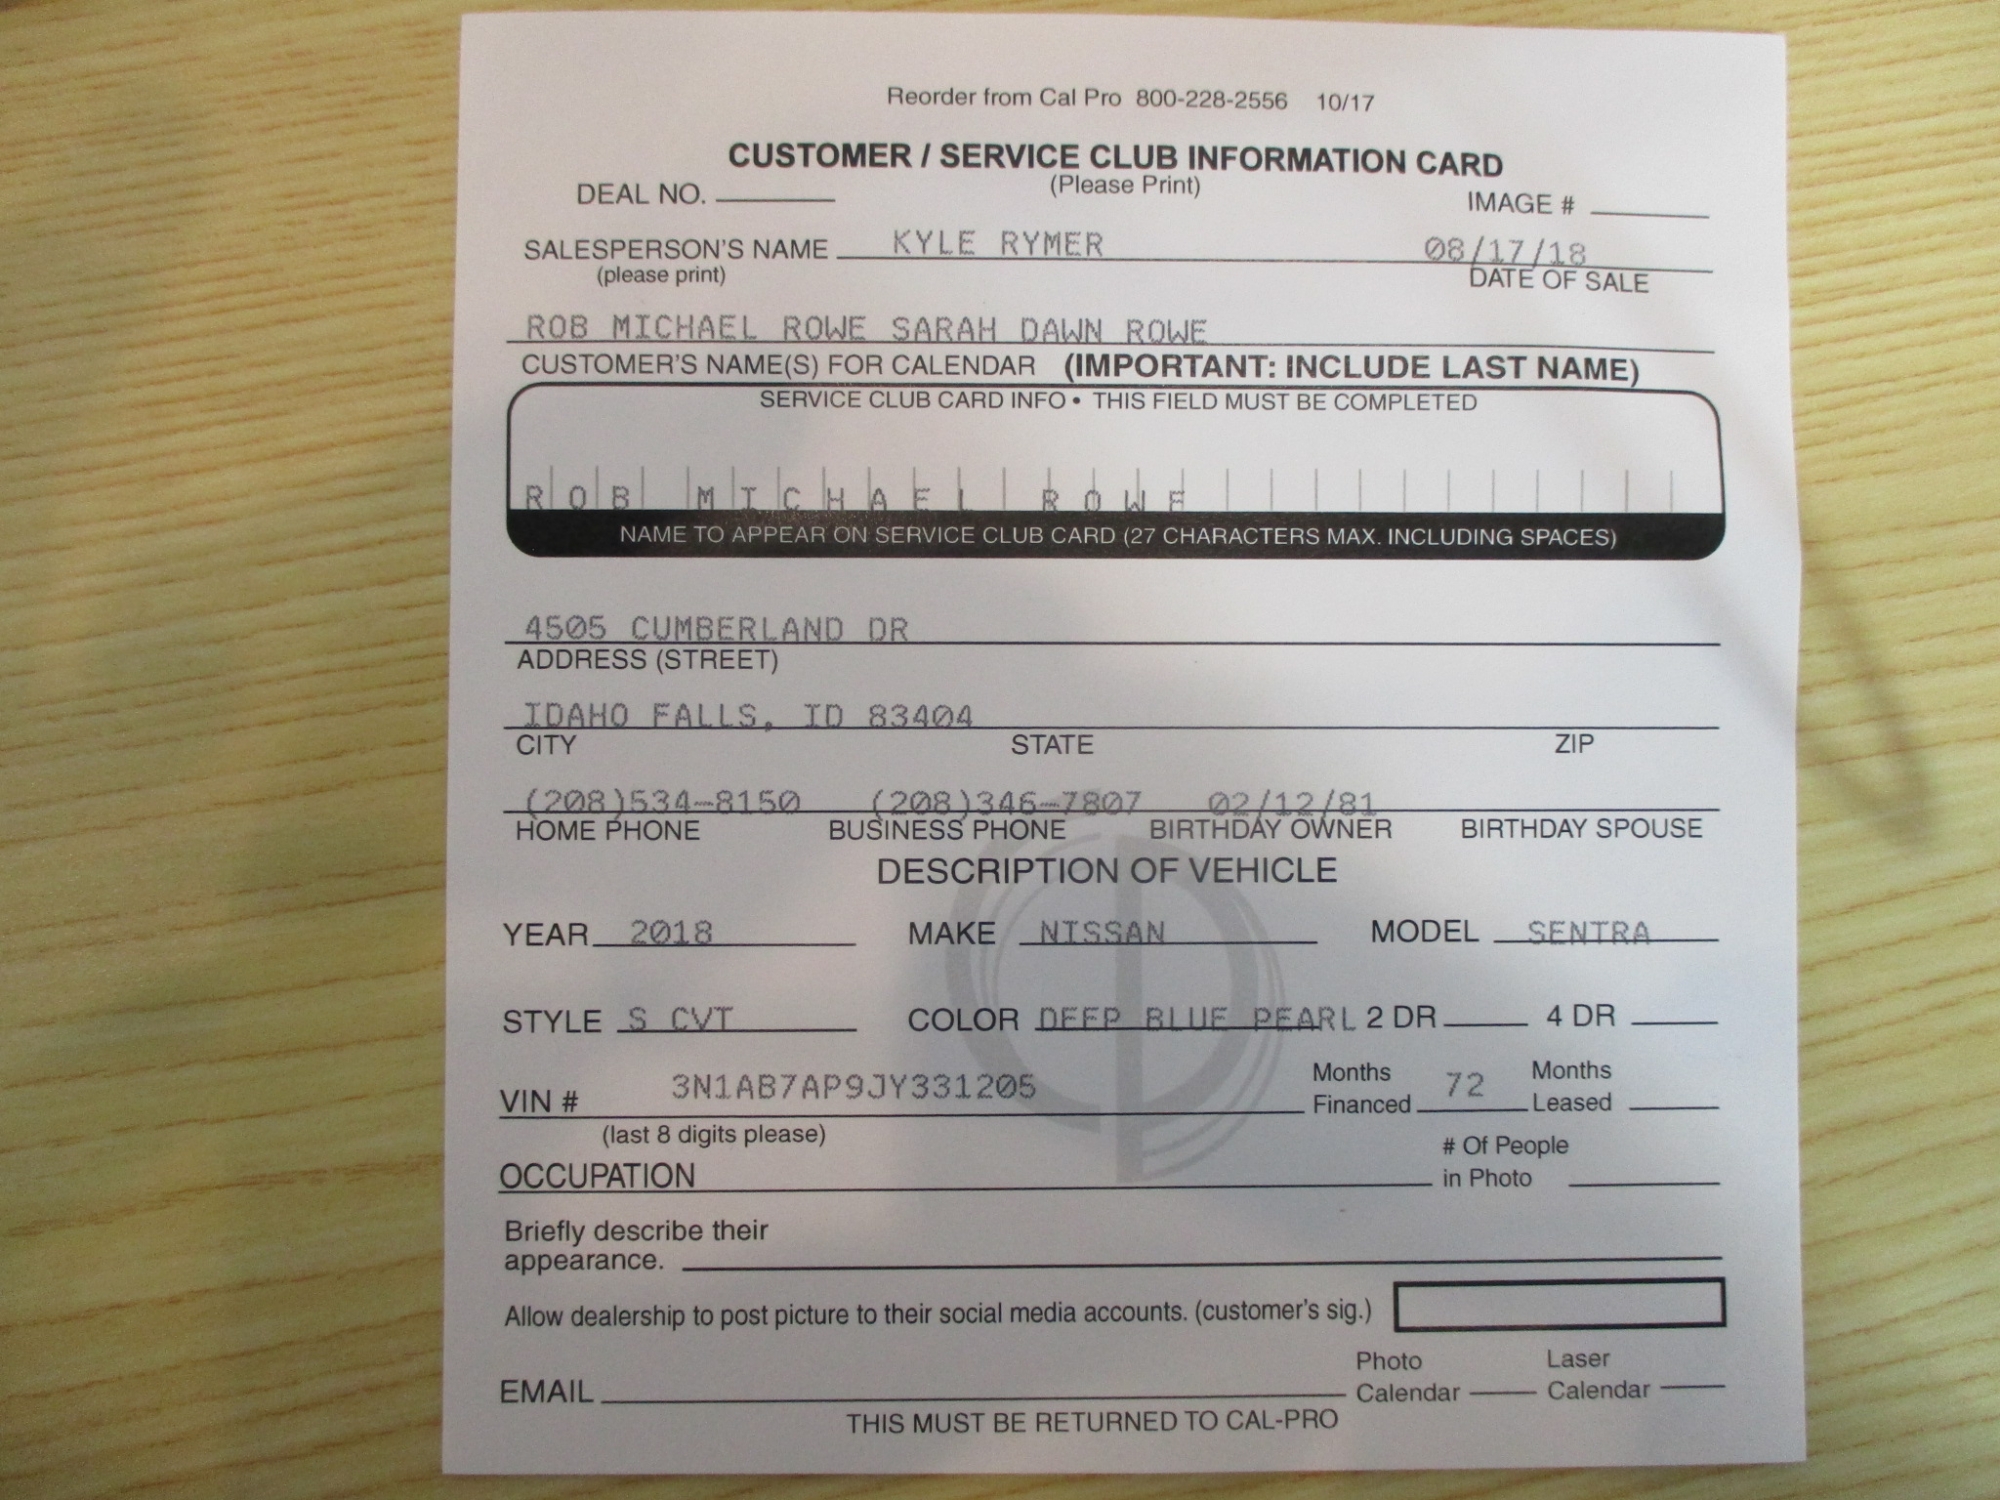 Reorder from Cal Pro 800-228-2556 10/17
CUSTOMER / SERVICE CLUB INFORMATION CARD
(Please Print)
DEAL NO. IMAGE #
SALESPERSON'S NAME KYLE RYMER 08/17/18
(please print) DATE OF SALE
ROB MICHAEL ROWE SARAH DAWN ROWE
CUSTOMER'S NAME(S) FOR CALENDAR (IMPORTANT: INCLUDE LAST NAME)
SERVICE CLUB CARD INFO • THIS FIELD MUST BE COMPLETED
ROB MICHAEL ROWE
NAME TO APPEAR ON SERVICE CLUB CARD (27 CHARACTERS MAX. INCLUDING SPACES)
4505 CUMBERLAND DR
ADDRESS (STREET)
IDAHO FALLS, ID 83404
CITY STATE ZIP
(208)534-8150 (208)346-7807 02/12/81
HOME PHONE BUSINESS PHONE BIRTHDAY OWNER BIRTHDAY SPOUSE
DESCRIPTION OF VEHICLE
YEAR 2018 MAKE NISSAN MODEL SENTRA
STYLE S CVT COLOR DEEP BLUE PEARL 2 DR 4 DR
VIN # 3N1AB7AP9JY331205 Months Financed 72 Months Leased
(last 8 digits please)
OCCUPATION # Of People in Photo
Briefly describe their
appearance.
Allow dealership to post picture to their social media accounts. (customer's sig.)
EMAIL Photo Calendar Laser Calendar
THIS MUST BE RETURNED TO CAL-PRO